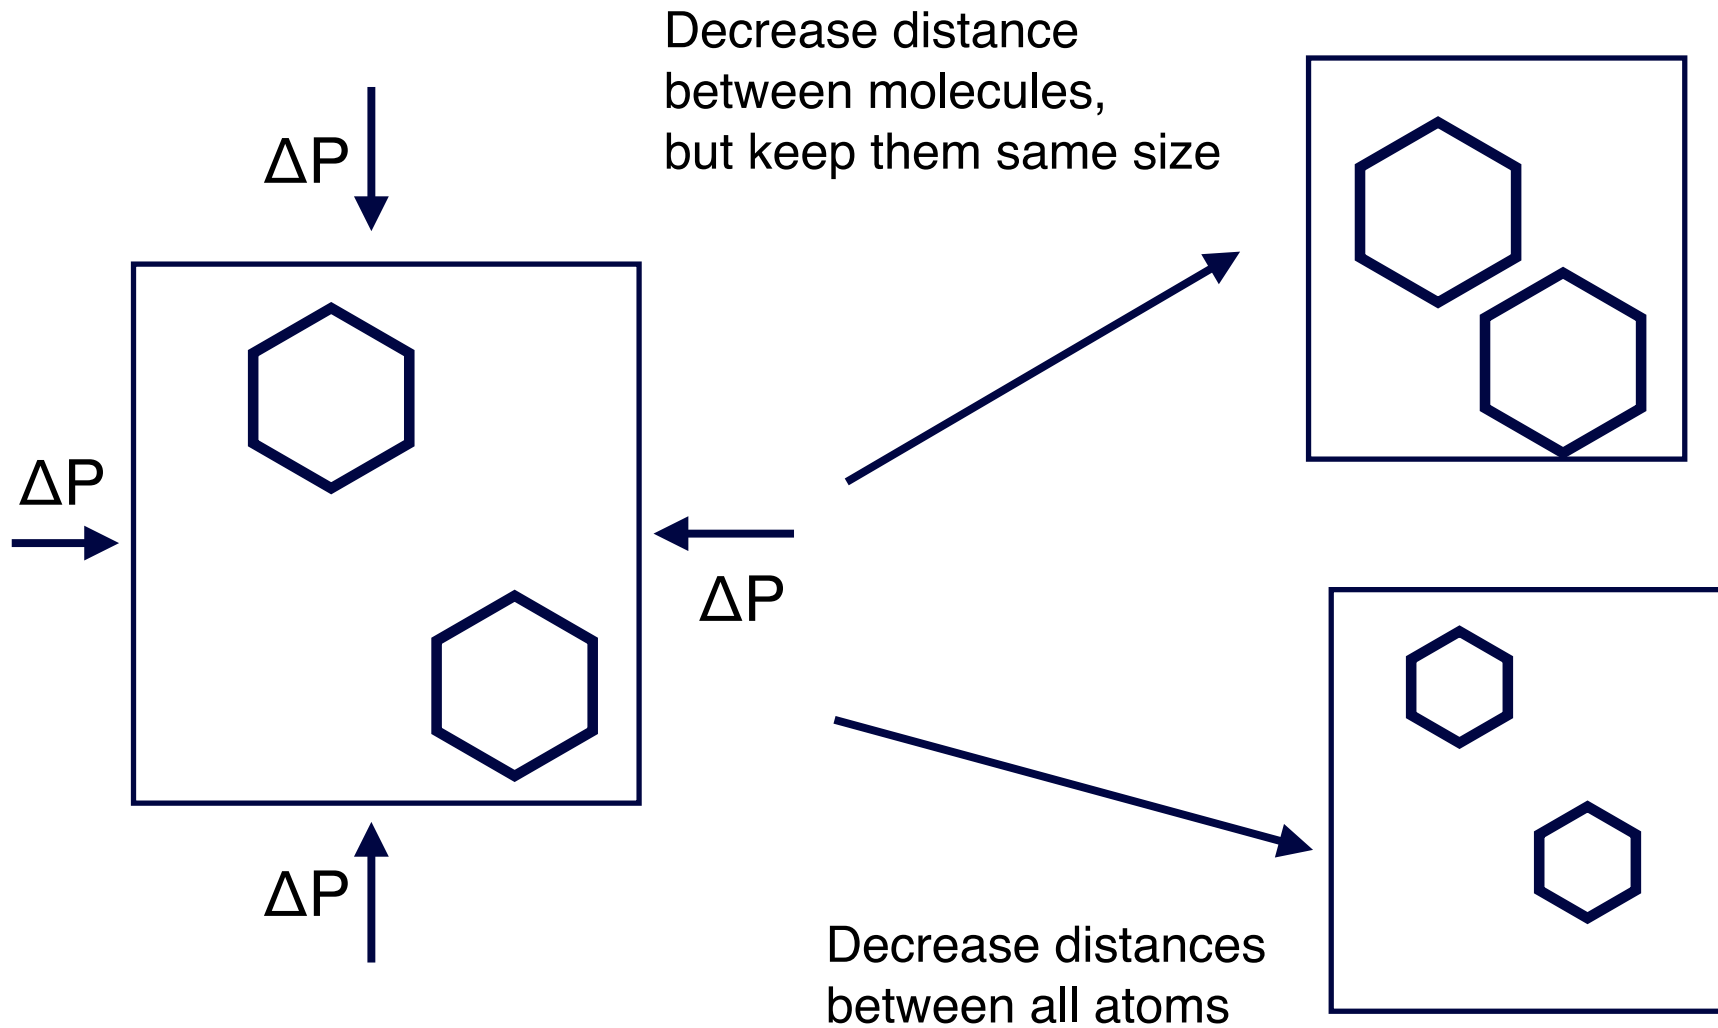 Decrease distance
between molecules,
but keep them same size
ΔP
ΔP
ΔP
ΔP
Decrease distances
between all atoms